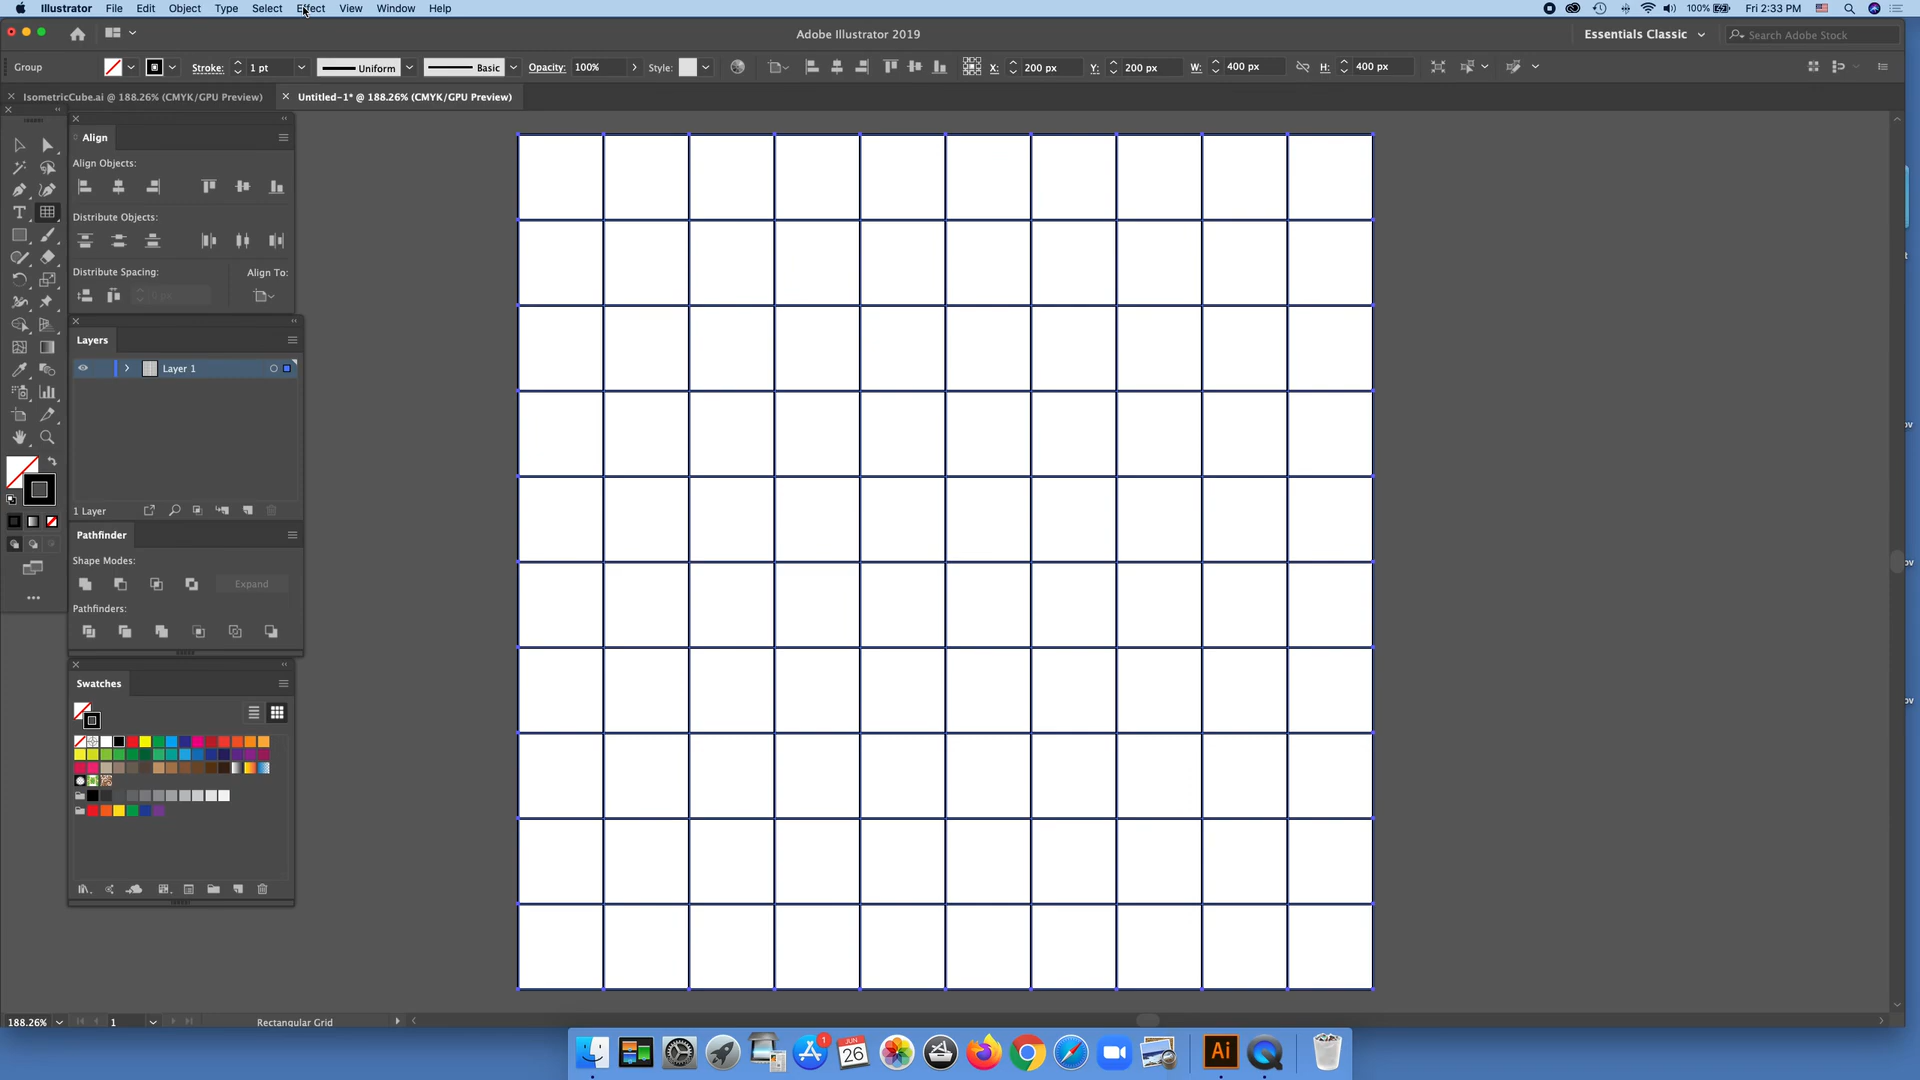 Illustrator File Edit Object Type Select Effect View Window Help
100% Fri 2:33 PM
Adobe Illustrator 2019
Essentials Classic
Search Adobe Stock
Group Stroke: 1 pt Uniform Basic Opacity: 100% Style: X: 200 px Y: 200 px W: 400 px H: 400 px
IsometricCube.ai @ 188.26% (CMYK/GPU Preview) Untitled-1* @ 188.26% (CMYK/GPU Preview)
Align
Align Objects:
Distribute Objects:
Distribute Spacing: Align To:
Layers
Layer 1
1 Layer
Pathfinder
Shape Modes:
Expand
Pathfinders:
Swatches
188.26% 1 Rectangular Grid
1
JUN
26
Ai